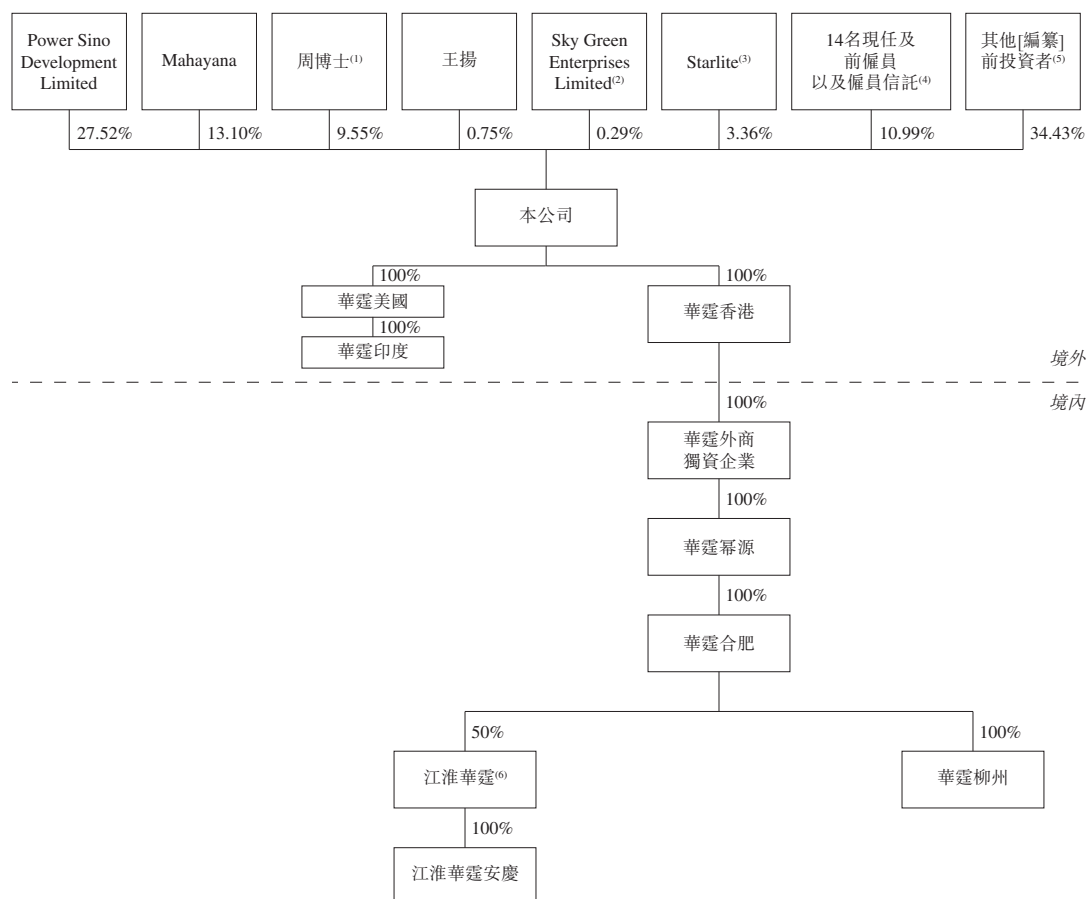 Power Sino
Development
Limited
Mahayana
周博士(1)
王揚
Sky Green
Enterprises
Limited(2)
Starlite(3)
14名現任及
前僱員
以及僱員信託(4)
其他[編纂]
前投資者(5)
27.52%
13.10%
9.55%
0.75%
0.29%
3.36%
10.99%
34.43%
本公司
100%
100%
華霆美國
華霆香港
100%
華霆印度
境外
境內
100%
華霆外商
獨資企業
100%
華霆冪源
100%
華霆合肥
50%
100%
江淮華霆(6)
華霆柳州
100%
江淮華霆安慶